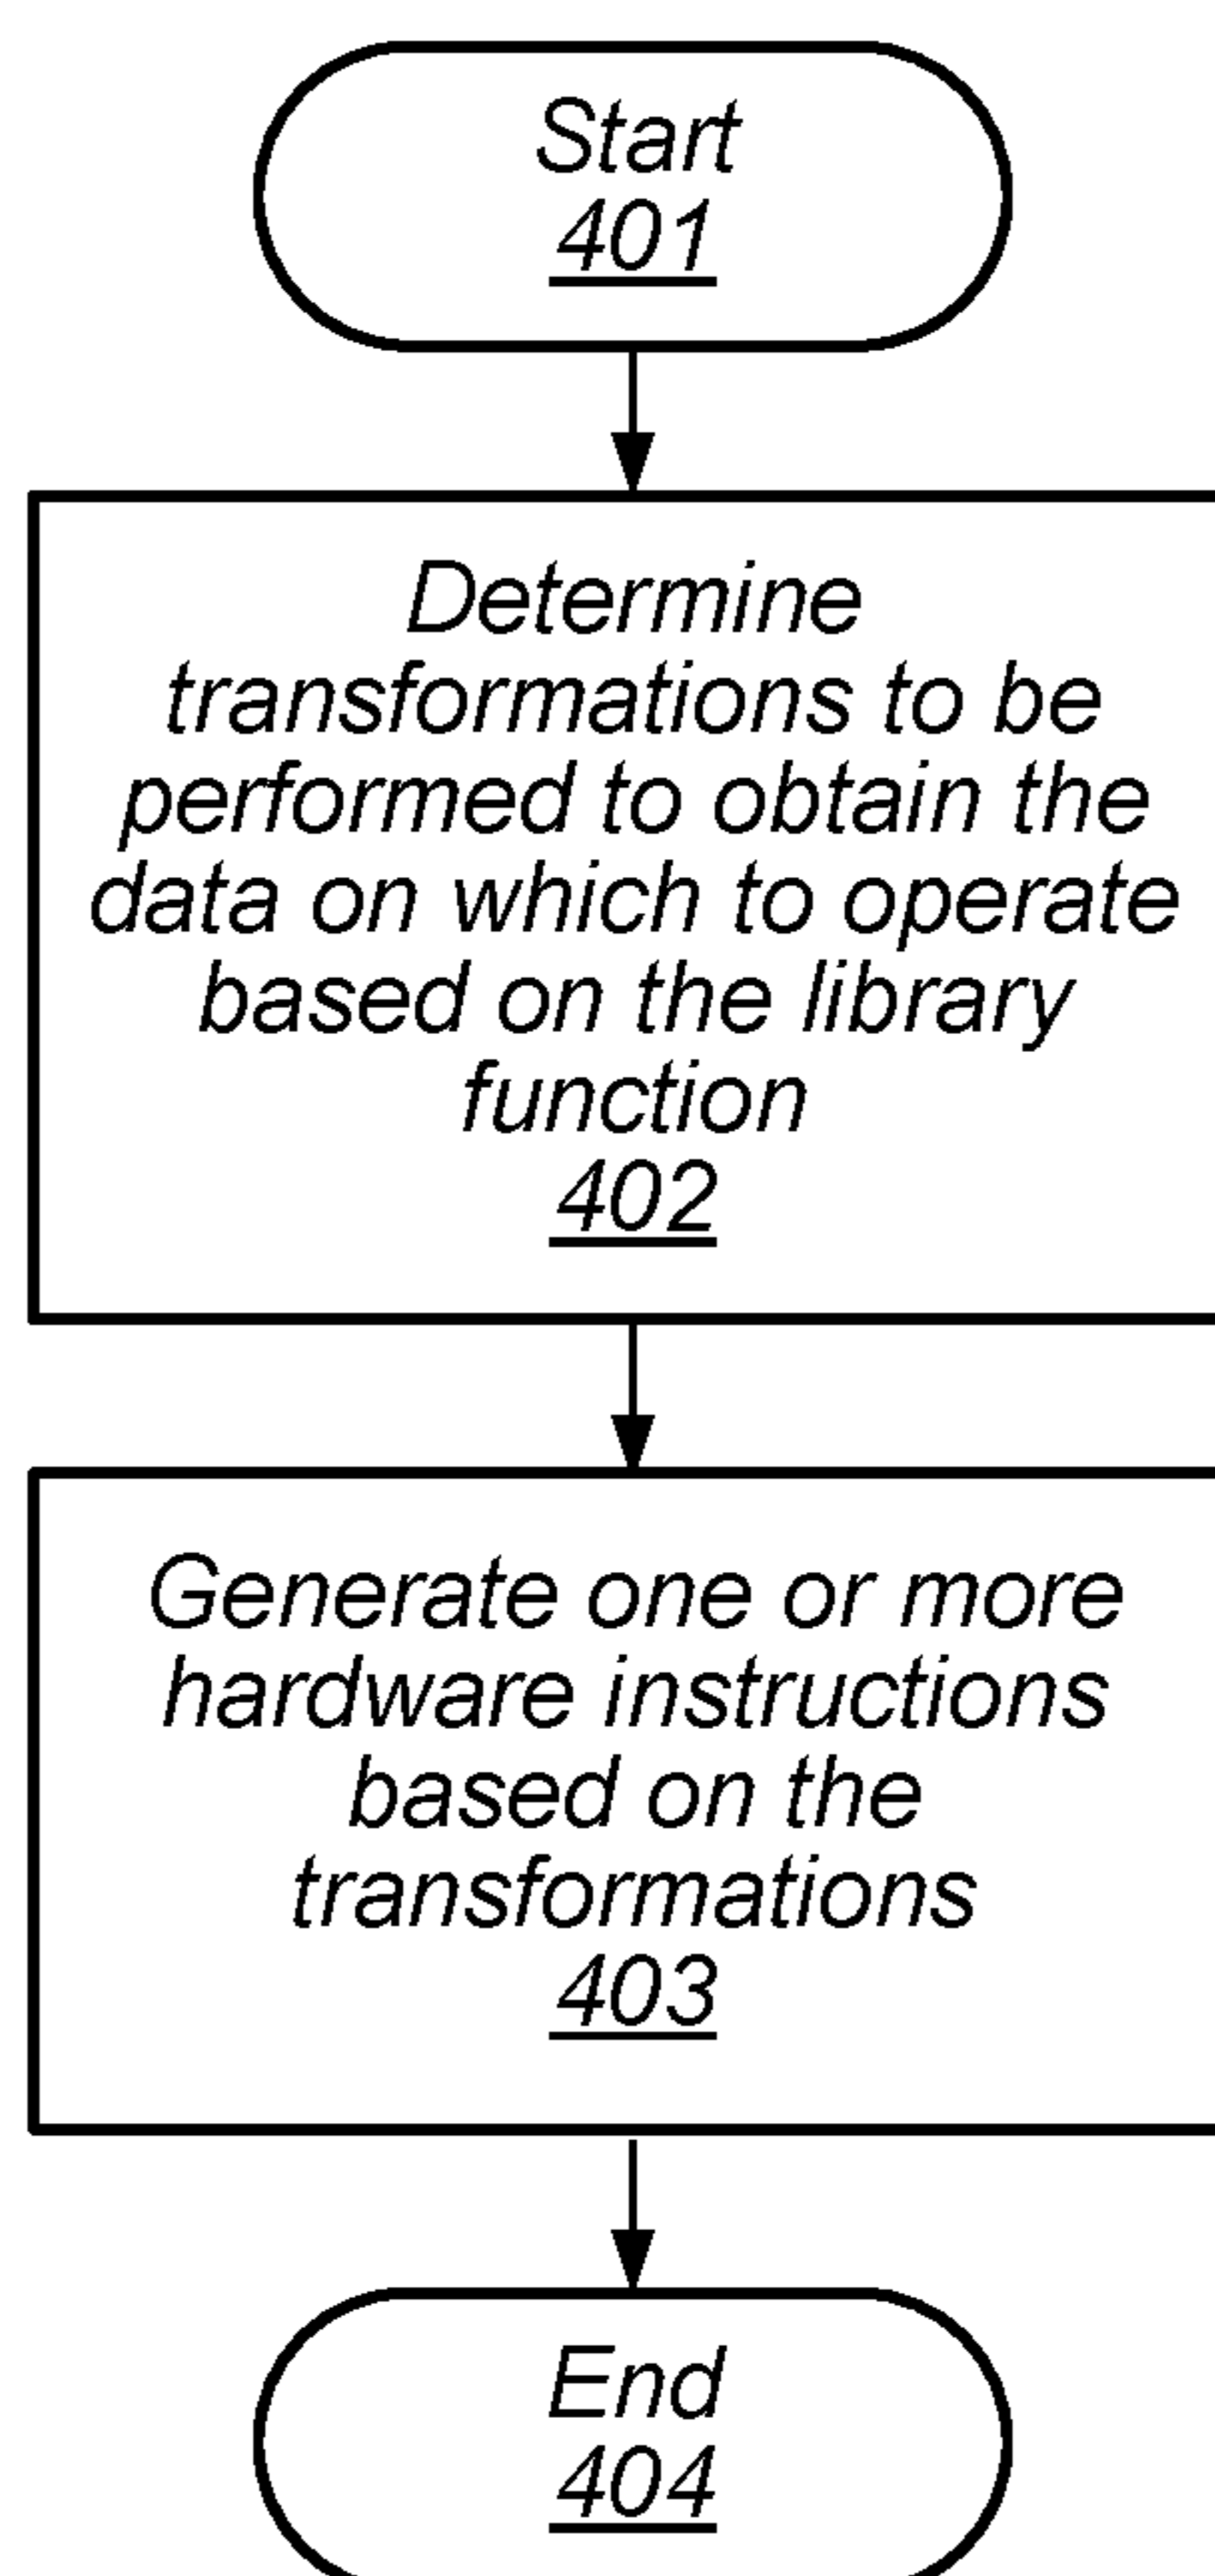 Start
401
Determine
transformations to be
performed to obtain the
data on which to operate
based on the library
function
402
Generate one or more
hardware instructions
based on the
transformations
403
End
404